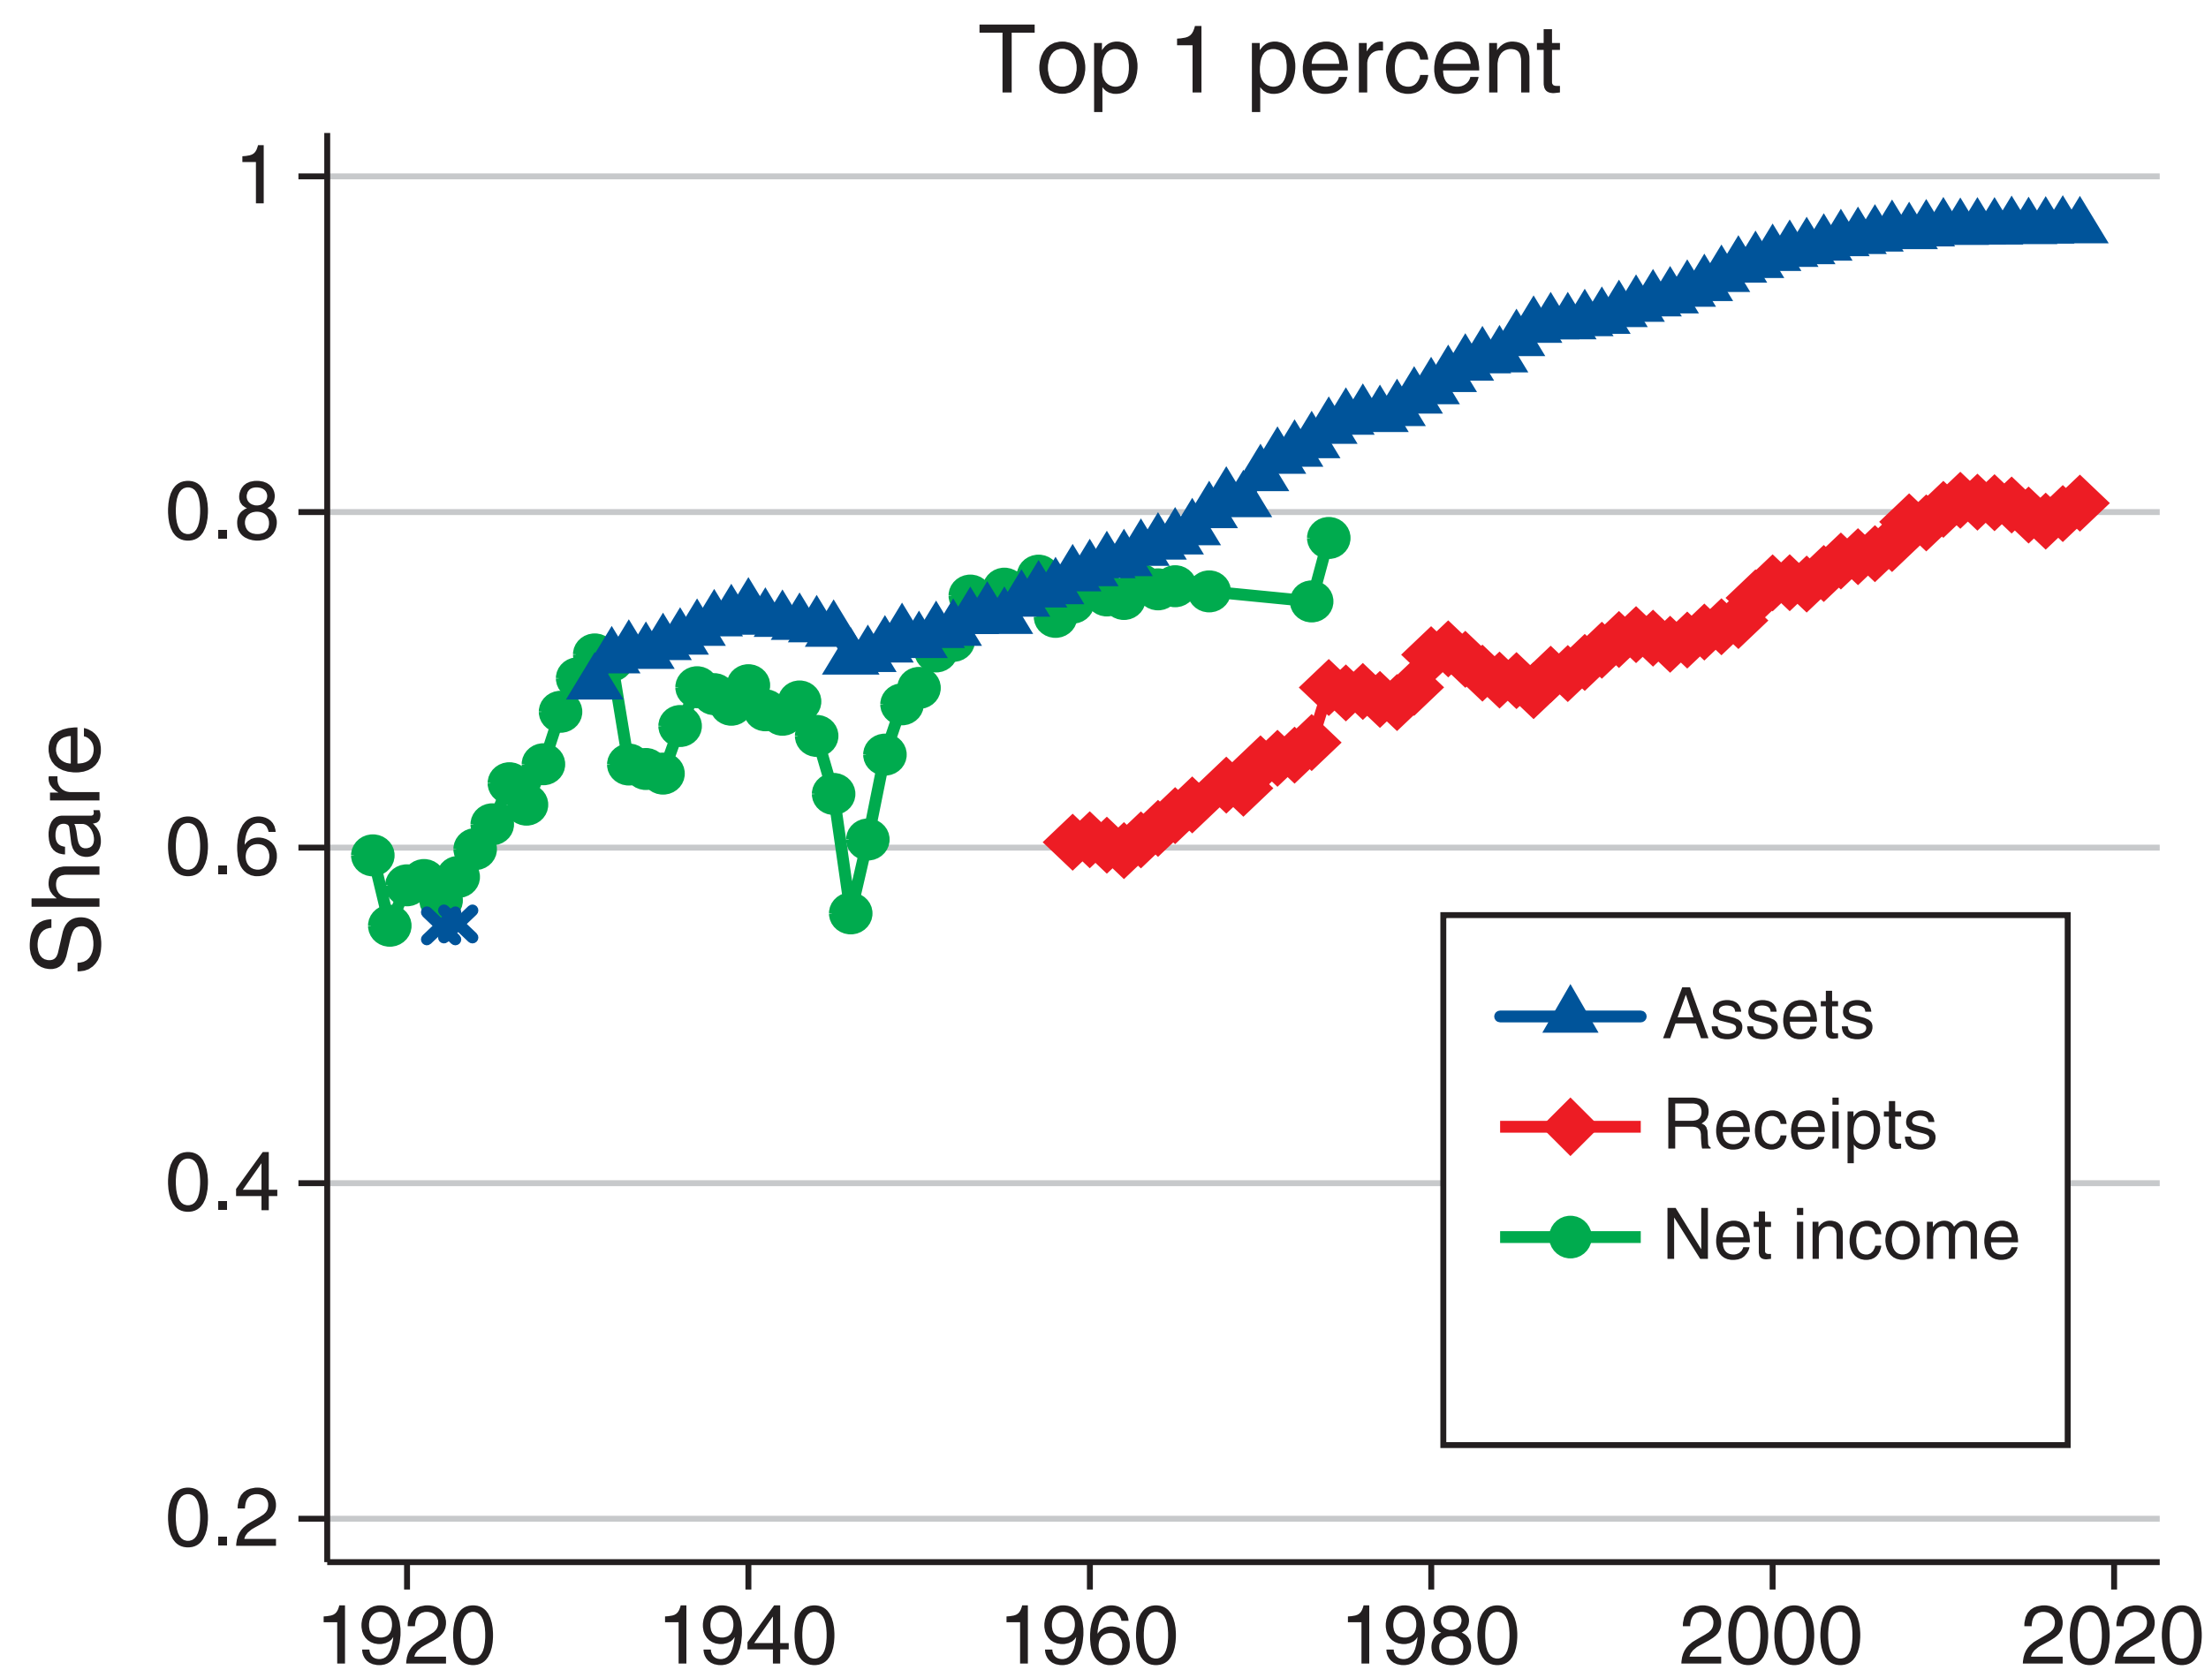 Top 1 percent
1
0.8
0.6
0.4
0.2
Share
Assets
Receipts
Net income
1920 1940 1960 1980 2000 2020